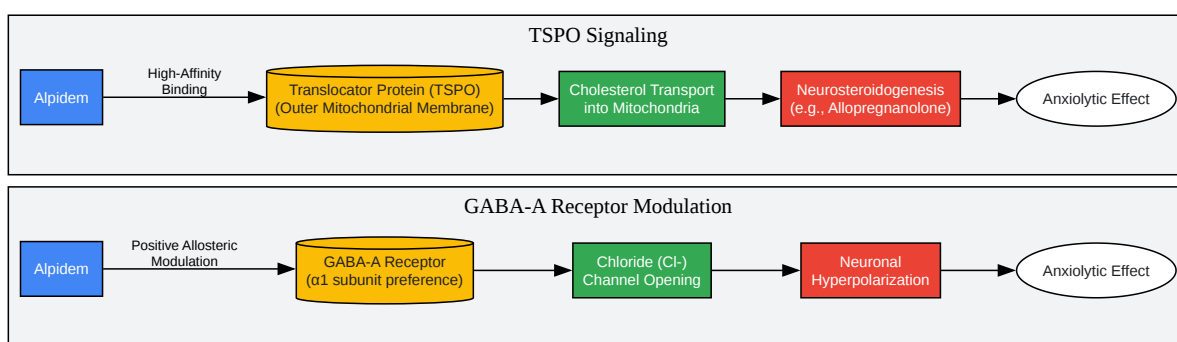 TSPO Signaling
Alpidem
High-Affinity
Binding
Translocator Protein (TSPO)
(Outer Mitochondrial Membrane)
Cholesterol Transport
into Mitochondria
Neurosteroidogenesis
(e.g., Allopregnanolone)
Anxiolytic Effect
GABA-A Receptor Modulation
Alpidem
Positive Allosteric
Modulation
GABA-A Receptor
(α1 subunit preference)
Chloride (Cl-)
Channel Opening
Neuronal
Hyperpolarization
Anxiolytic Effect